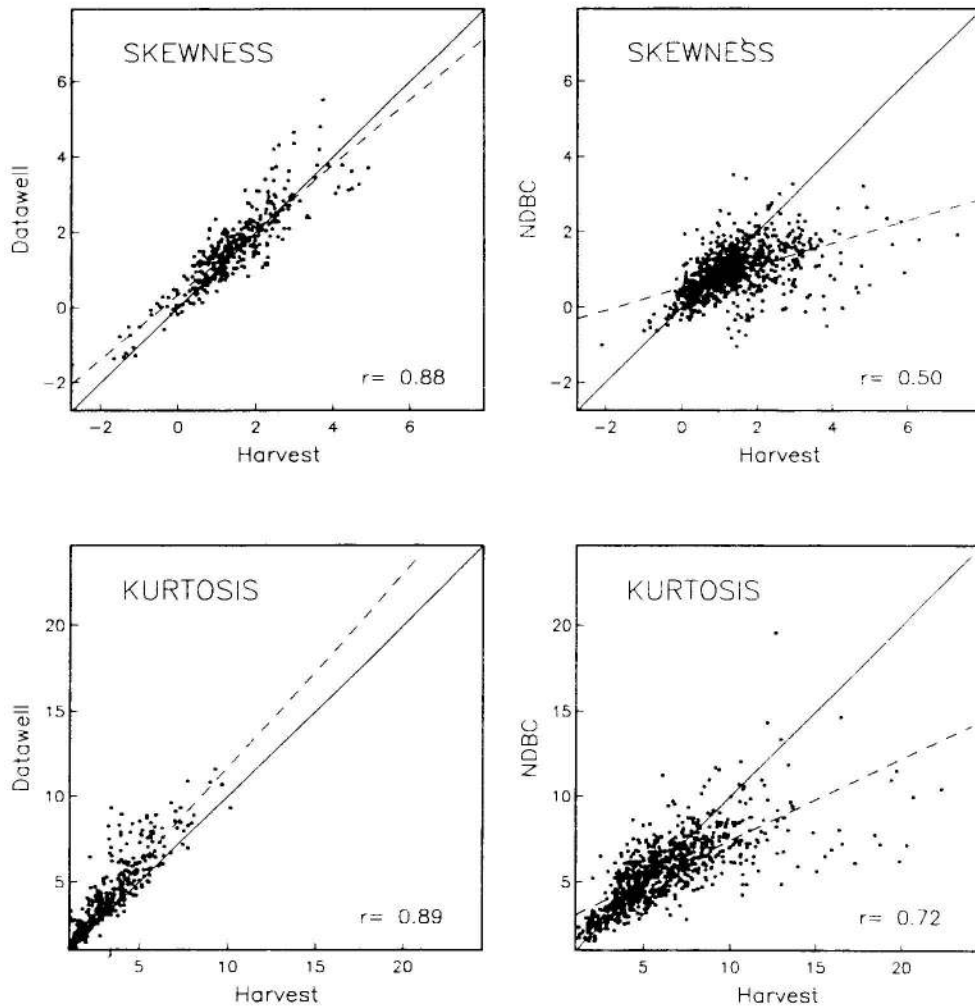 SKEWNESS
Datawell
6
4
2
0
−2
−2 0 2 4 6
Harvest
r= 0.88
SKEWNESS
NDBC
6
4
2
0
−2
−2 0 2 4 6
Harvest
r= 0.50
KURTOSIS
Datawell
20
15
10
5
5 10 15 20
Harvest
r= 0.89
KURTOSIS
NDBC
20
15
10
5
5 10 15 20
Harvest
r= 0.72